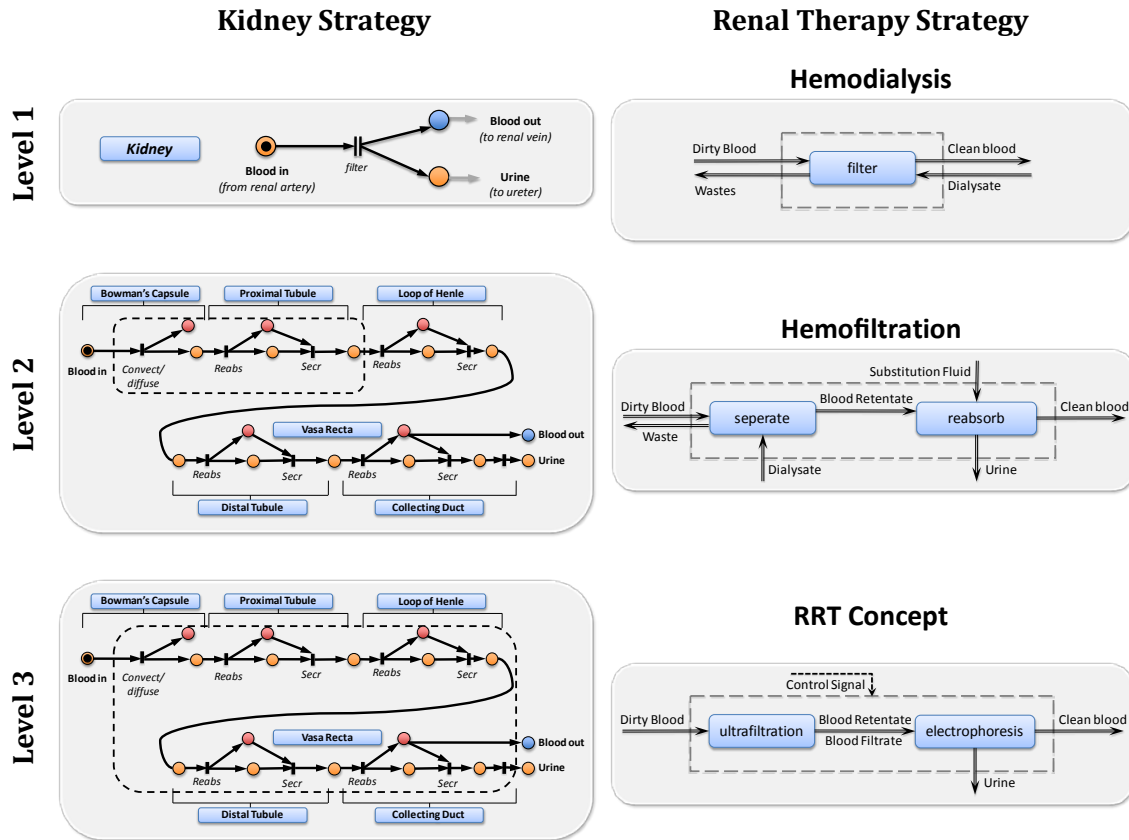 Kidney Strategy
Renal Therapy Strategy
Level 1
Kidney
Blood in
(from renal artery)
filter
Blood out
(to renal vein)
Urine
(to ureter)
Hemodialysis
Dirty Blood
Wastes
filter
Clean blood
Dialysate
Level 2
Bowman's Capsule
Proximal Tubule
Loop of Henle
Blood in
Convect/
diffuse
Reabs
Secr
Reabs
Secr
Vasa Recta
Blood out
Urine
Reabs
Secr
Reabs
Secr
Distal Tubule
Collecting Duct
Hemofiltration
Substitution Fluid
Dirty Blood
Waste
seperate
Blood Retentate
reabsorb
Clean blood
Dialysate
Urine
Level 3
Bowman's Capsule
Proximal Tubule
Loop of Henle
Blood in
Convect/
diffuse
Reabs
Secr
Reabs
Secr
Vasa Recta
Blood out
Urine
Reabs
Secr
Reabs
Secr
Distal Tubule
Collecting Duct
RRT Concept
Control Signal
Dirty Blood
ultrafiltration
Blood Retentate
Blood Filtrate
electrophoresis
Clean blood
Urine